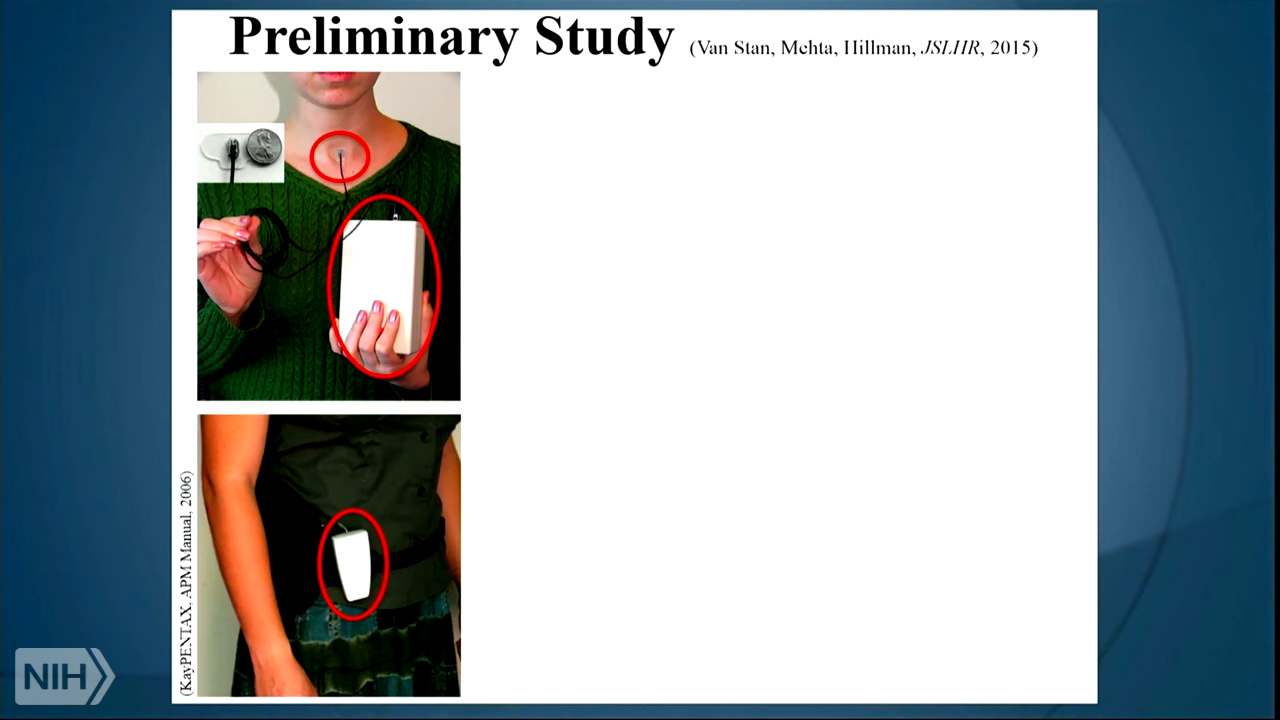 Preliminary Study (Van Stan, Mehta, Hillman, JSLHR, 2015)
(KayPENTAX, APM Manual, 2006)
NIH